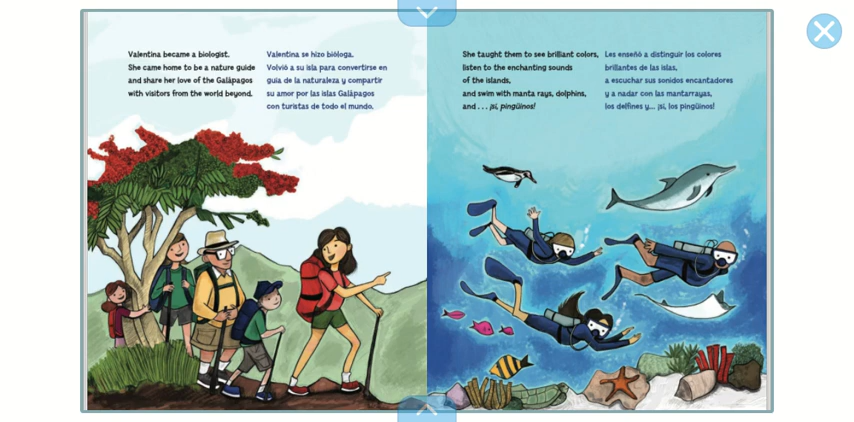 Valentina became a biologist.
She came home to be a nature guide
and share her love of the Galápagos
with visitors from the world beyond.
Valentina se hizo bióloga.
Volvió a su isla para convertirse en
guía de la naturaleza y compartir
su amor por las islas Galápagos
con turistas de todo el mundo.
She taught them to see brilliant colors,
listen to the enchanting sounds
of the islands,
and swim with manta rays, dolphins,
and . . . ¡sí, pingüinos!
Les enseñó a distinguir los colores
brillantes de las islas,
a escuchar sus sonidos encantadores
y a nadar con las mantarrayas,
los delfines y... ¡sí, los pingüinos!